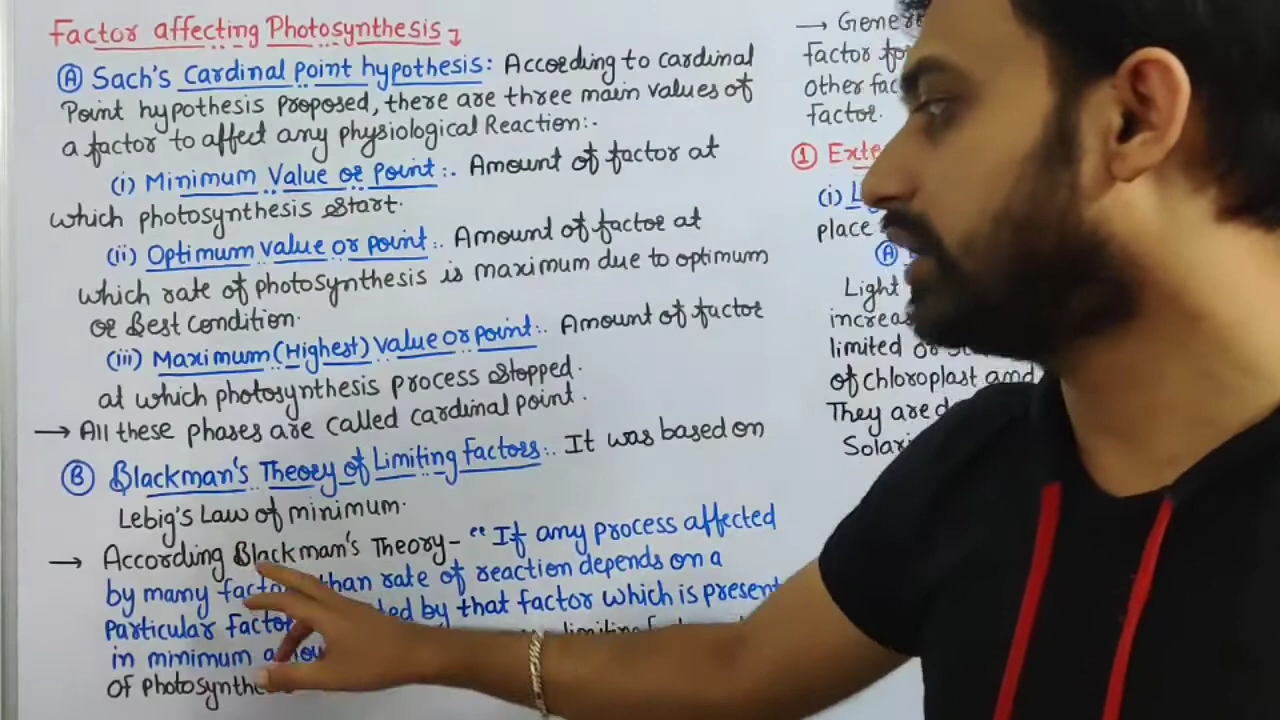 Factor affecting Photosynthesis
(A) Sach's Cardinal point hypothesis: According to cardinal
Point hypothesis proposed, there are three main values of
a factor to affect any physiological Reaction:-
(i) Minimum Value or point:. Amount of factor at
which photosynthesis start.
(ii) Optimum value or point:. Amount of factor at
which rate of photosynthesis is maximum due to optimum
or Best condition.
(iii) Maximum (Highest) value or point:. Amount of factor
at which photosynthesis process stopped.
→ All these phases are called cardinal point.
(B) Blackman's Theory of Limiting factors:. It was based on
Lebig's Law of minimum.
→ According Blackman's Theory- "If any process affected
by many than rate of reaction depends on a
Particular by that factor which is present
in minimum
of
→
factor
other
factor.
(1)
(i)
place
(A)
Light
limited
of chloroplast and
They are